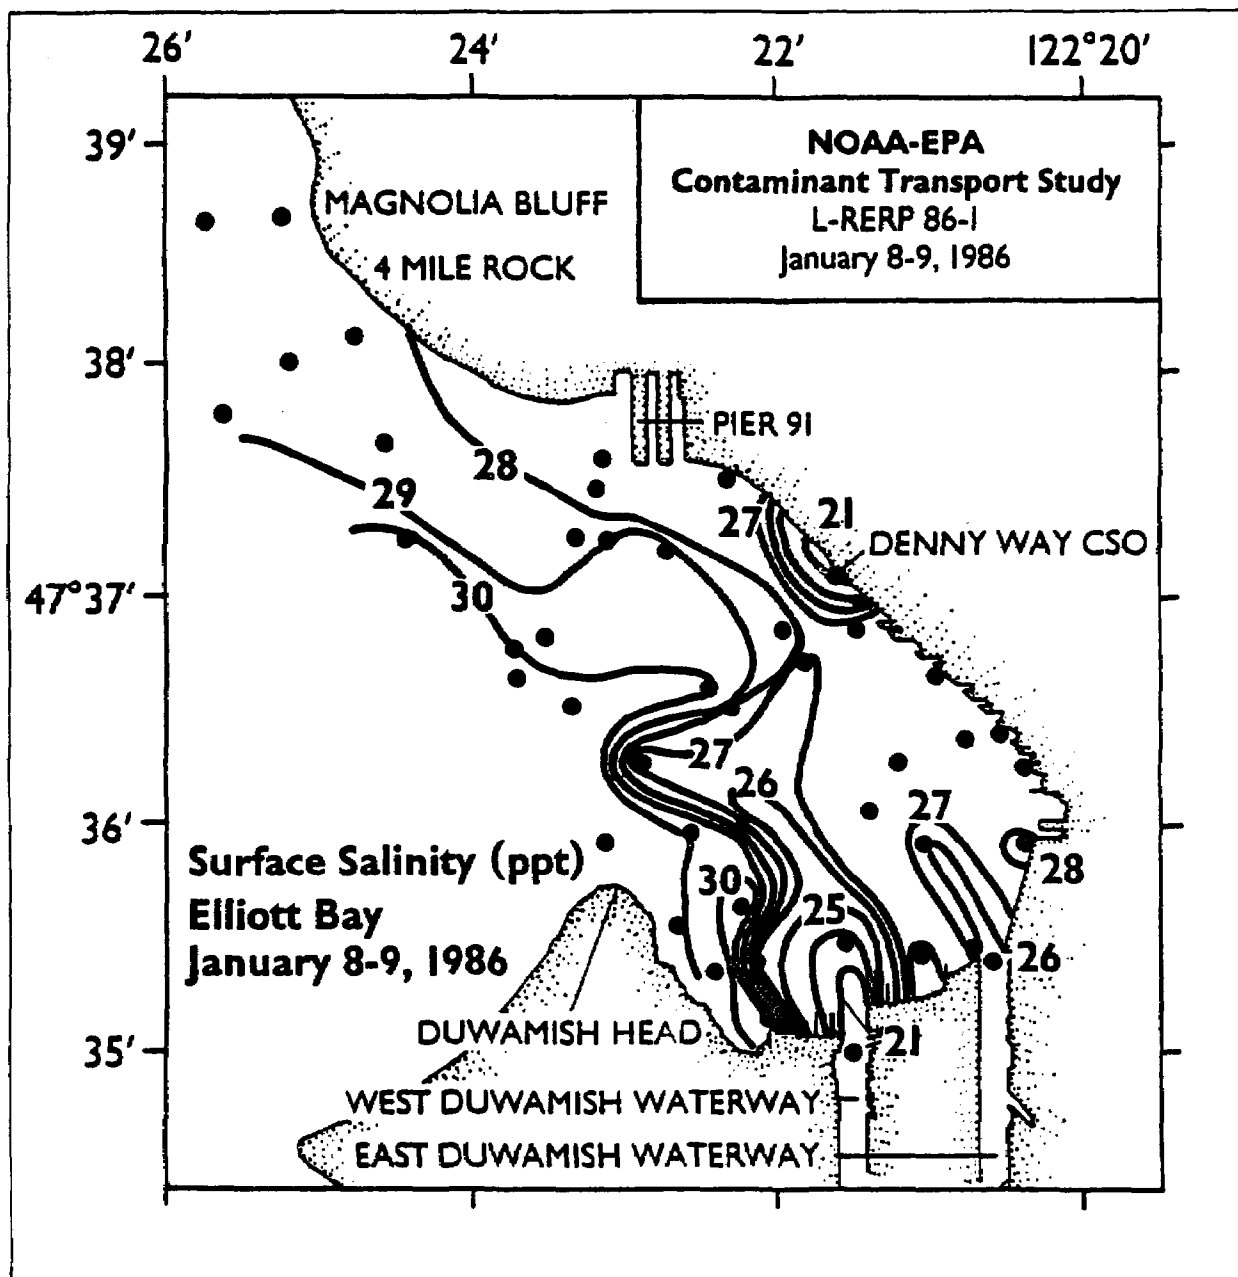 26' 24' 22' 122°20'
39'
NOAA-EPA
Contaminant Transport Study
L-RERP 86-1
January 8-9, 1986
MAGNOLIA BLUFF
4 MILE ROCK
38'
PIER 91
28
29
27
21
DENNY WAY CSO
47°37'
30
27
26
27
36'
28
Surface Salinity (ppt)
Elliott Bay
January 8-9, 1986
30
25
26
DUWAMISH HEAD
21
35'
WEST DUWAMISH WATERWAY
EAST DUWAMISH WATERWAY